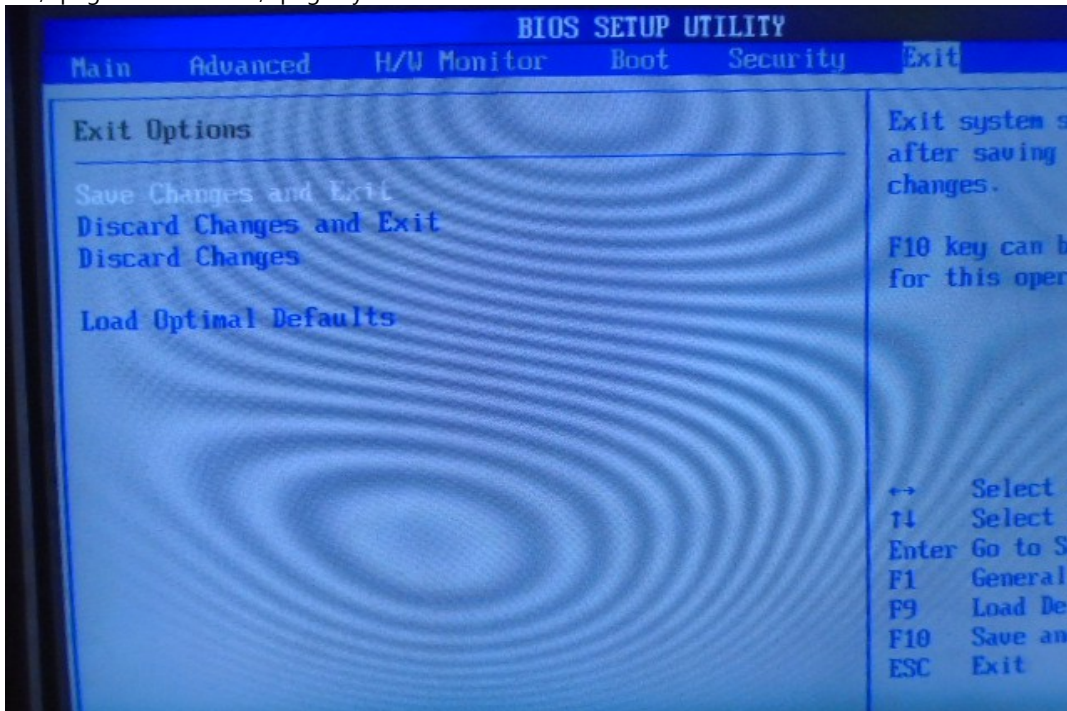 BIOS SETUP UTILITY
Main Advanced H/W Monitor Boot Security Exit
Exit Options
Save Changes and Exit
Discard Changes and Exit
Discard Changes
Load Optimal Defaults
Exit system s
after saving
changes.
F10 key can b
for this oper
←→ Select
↑↓ Select
Enter Go to S
F1 General
F9 Load De
F10 Save an
ESC Exit